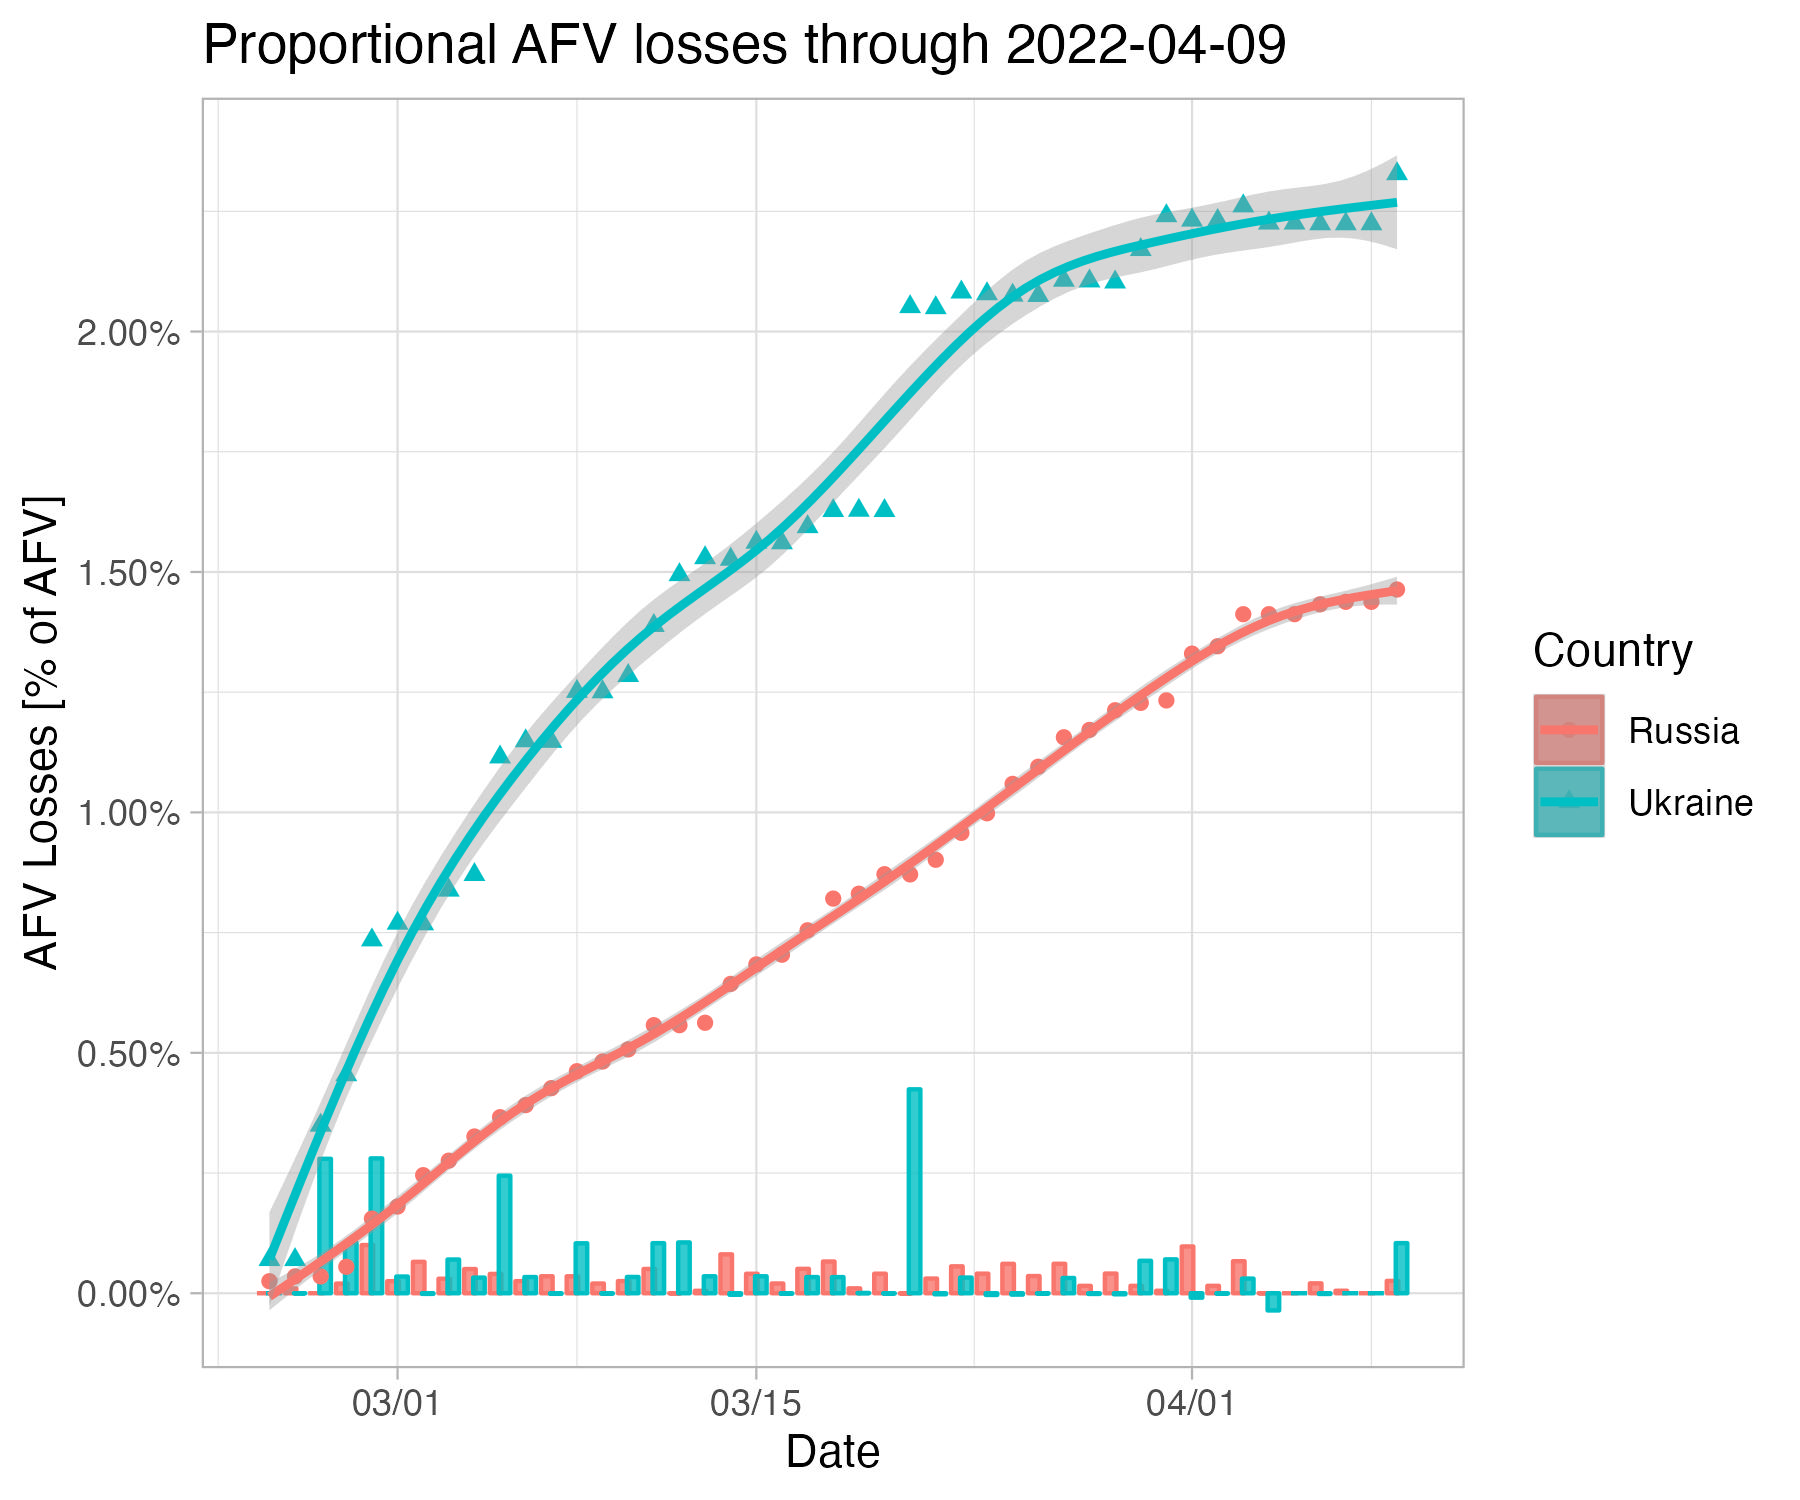 Proportional AFV losses through 2022-04-09
AFV Losses [% of AFV]
2.00%
1.50%
1.00%
0.50%
0.00%
03/01
03/15
04/01
Date
Country
Russia
Ukraine